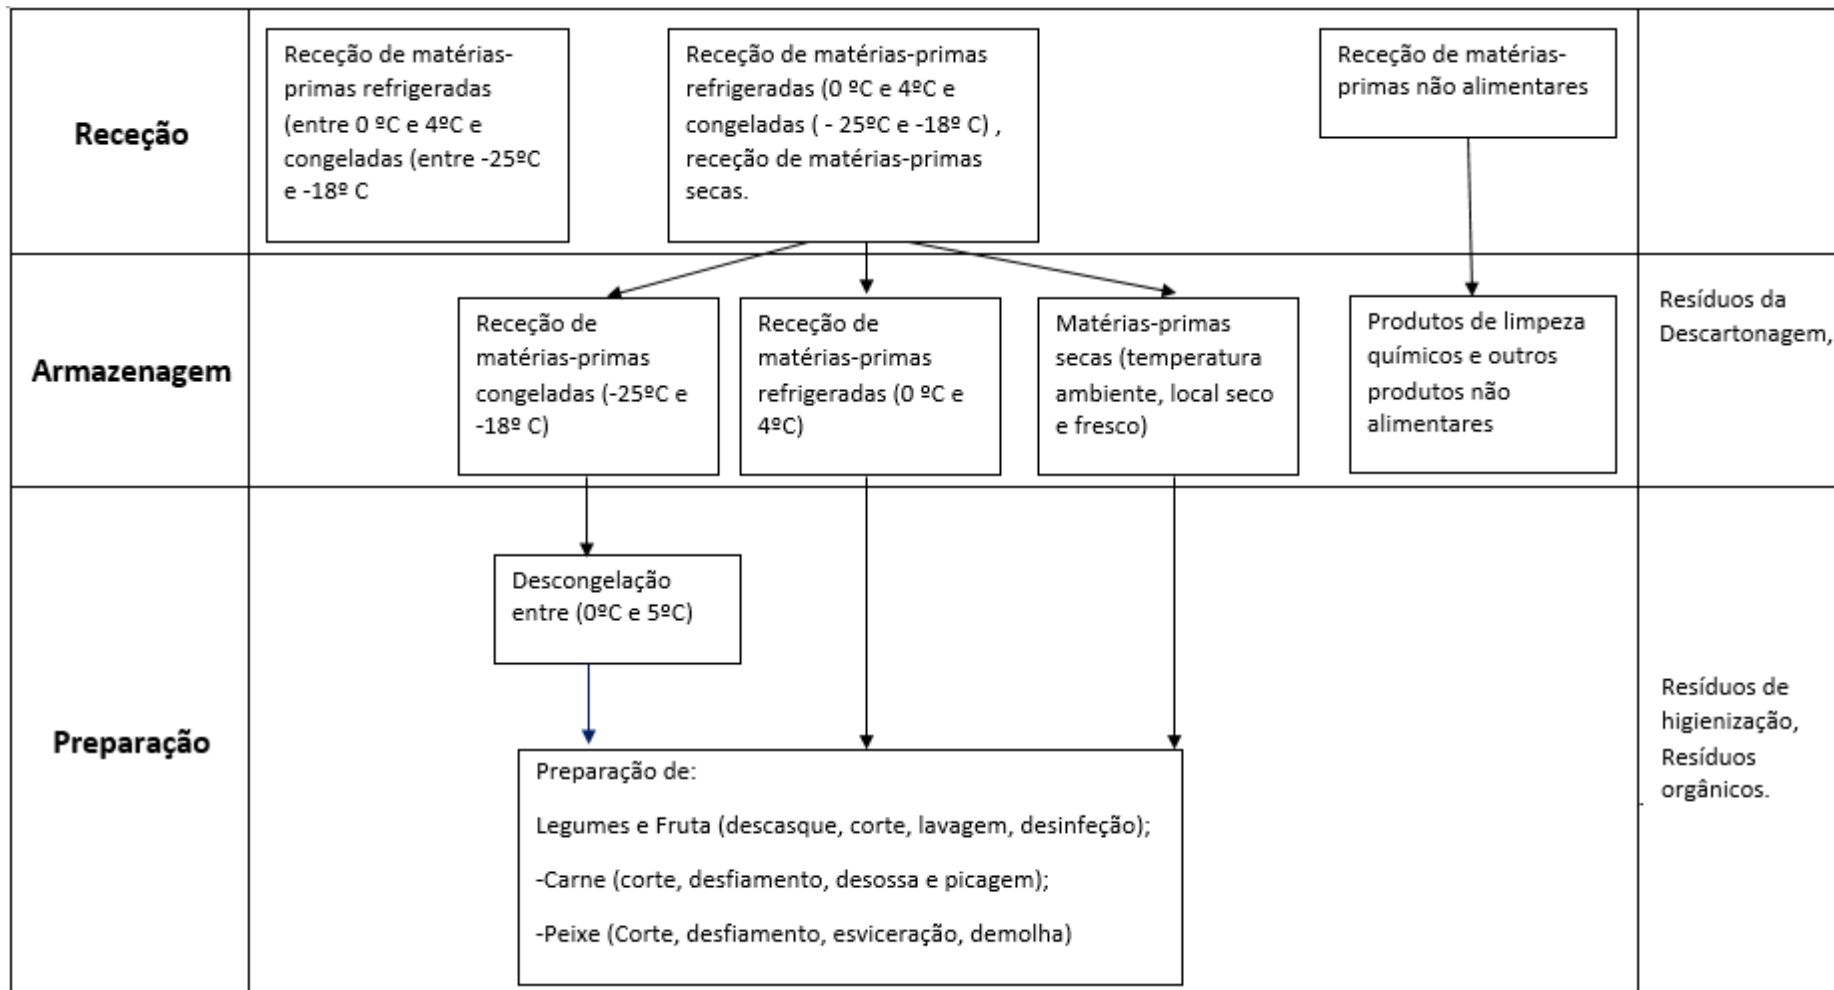 Receção
Receção de matérias-
primas refrigeradas
(entre 0 ºC e 4ºC e
congeladas (entre -25ºC
e -18º C
Receção de matérias-primas
refrigeradas (0 ºC e 4ºC e
congeladas ( - 25ºC e -18º C) ,
receção de matérias-primas
secas.
Receção de matérias-
primas não alimentares
Armazenagem
Receção de
matérias-primas
congeladas (-25ºC e
-18º C)
Receção de
matérias-primas
refrigeradas (0 ºC e
4ºC)
Matérias-primas
secas (temperatura
ambiente, local seco
e fresco)
Produtos de limpeza
químicos e outros
produtos não
alimentares
Resíduos da
Descartonagem,
Preparação
Descongelação
entre (0ºC e 5ºC)
Preparação de:
Legumes e Fruta (descasque, corte, lavagem, desinfeção);
-Carne (corte, desfiamento, desossa e picagem);
-Peixe (Corte, desfiamento, esviceração, demolha)
Resíduos de
higienização,
Resíduos
orgânicos.